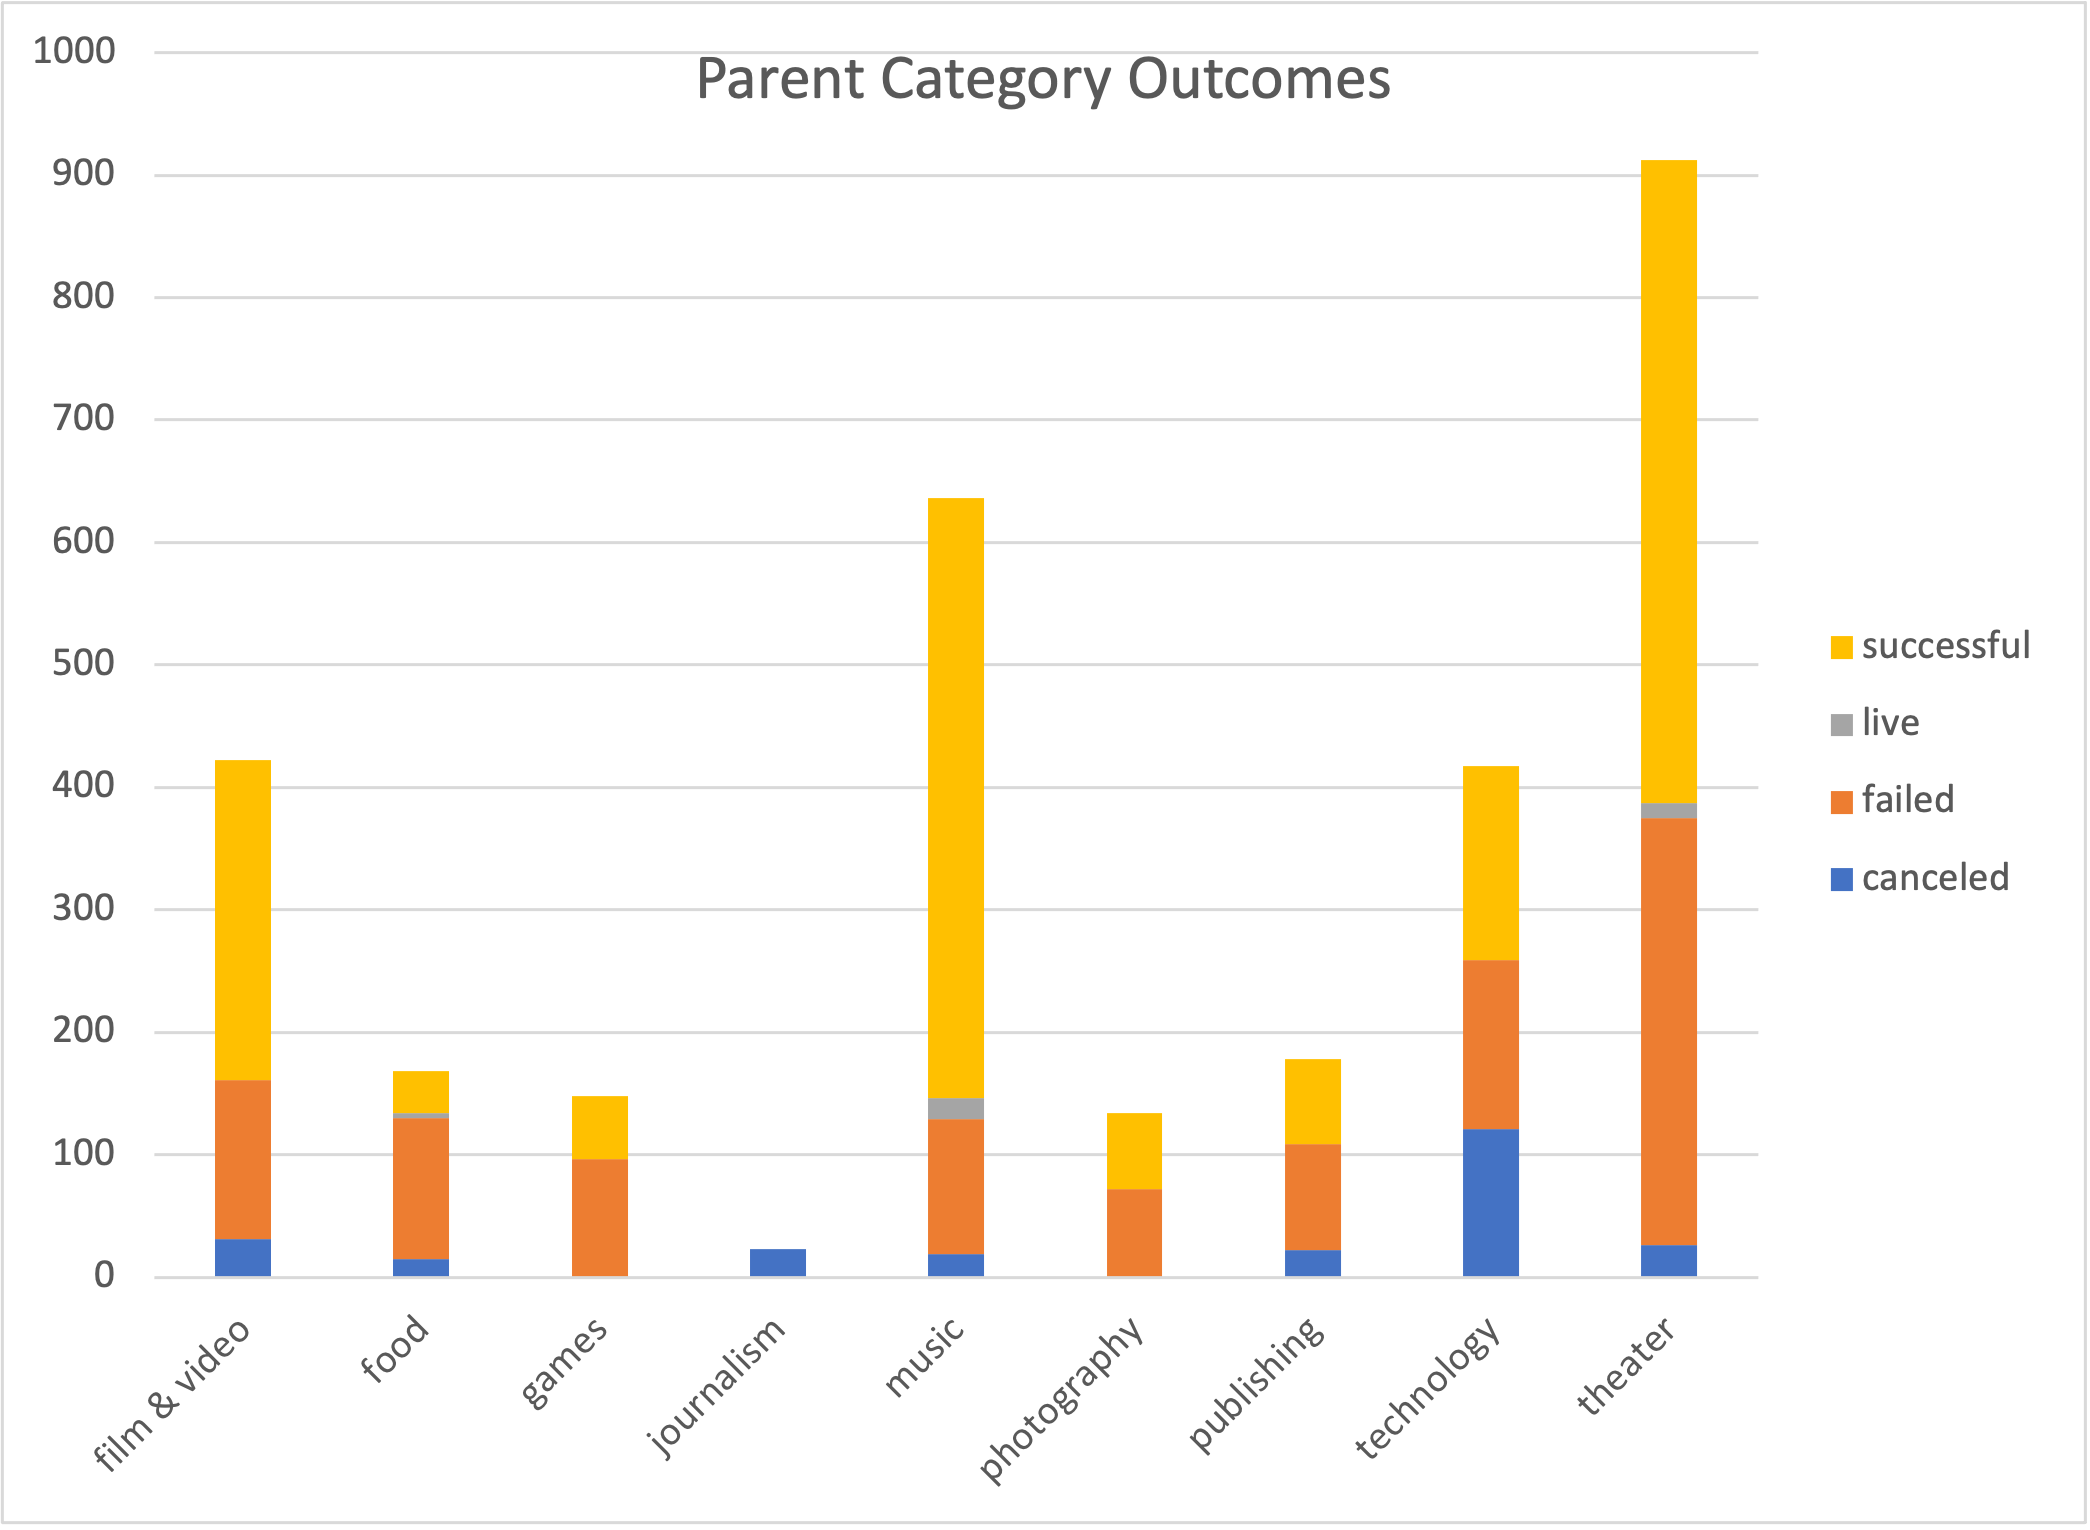 Parent Category Outcomes
1000
900
800
700
600
500
400
300
200
100
0
film & video
food
games
journalism
music
photography
publishing
technology
theater
successful
live
failed
canceled